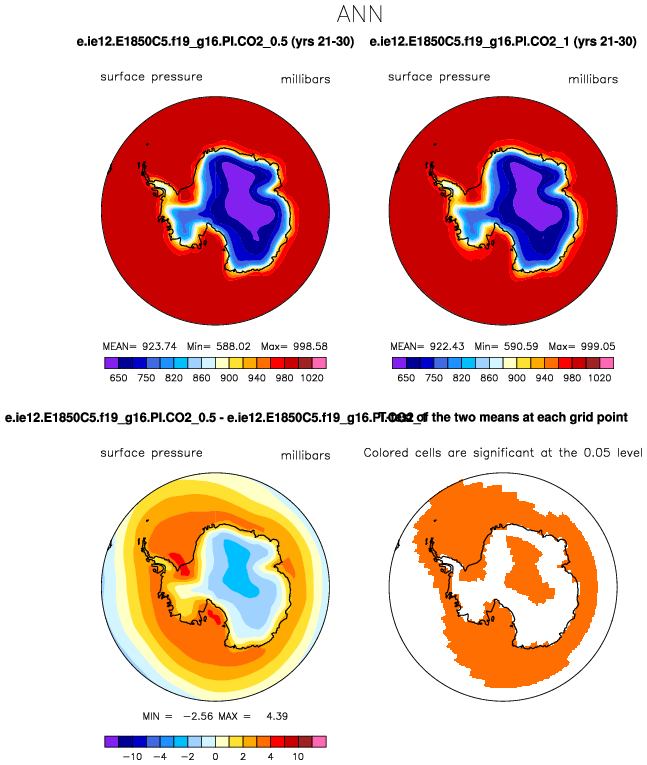 ANN
e.ie12.E1850C5.f19_g16.PI.CO2_0.5 (yrs 21-30)
e.ie12.E1850C5.f19_g16.PI.CO2_1 (yrs 21-30)
surface pressure millibars
surface pressure millibars
MEAN= 923.74 Min= 588.02 Max= 998.58
MEAN= 922.43 Min= 590.59 Max= 999.05
650 750 820 860 900 940 980 1020
650 750 820 860 900 940 980 1020
e.ie12.E1850C5.f19_g16.PI.CO2_0.5 - e.ie12.E1850C5.f19_g16.PI.CO2_1
of the two means at each grid point
surface pressure millibars
Colored cells are significant at the 0.05 level
MIN = -2.56 MAX = 4.39
-10 -4 -2 0 2 4 10